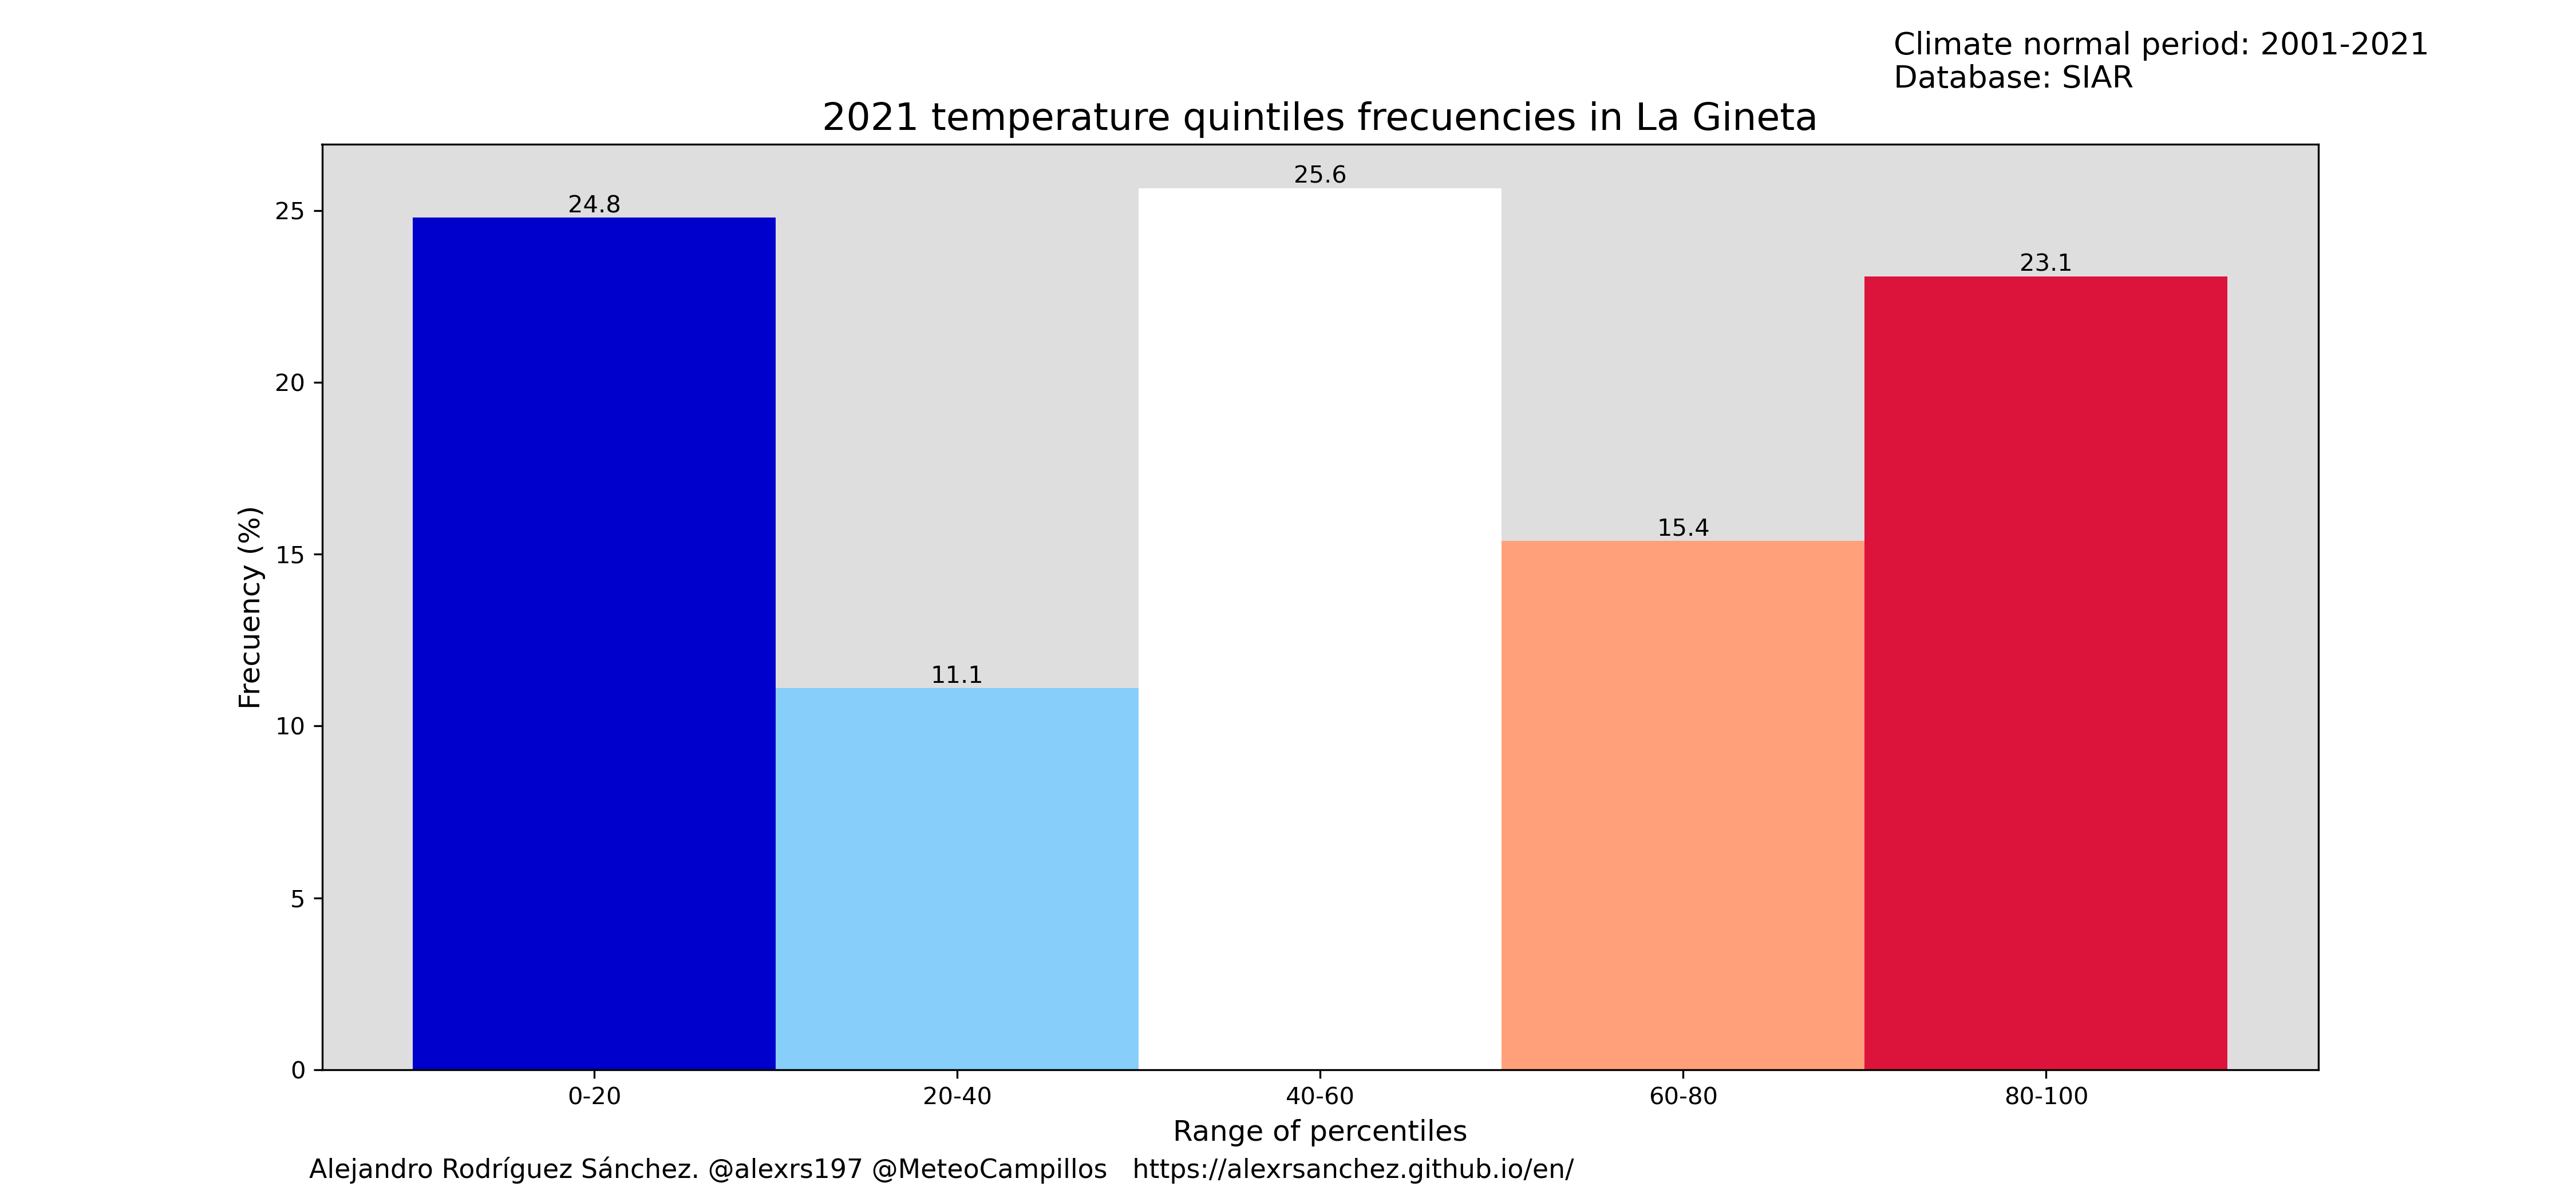 Climate normal period: 2001-2021
Database: SIAR
2021 temperature quintiles frecuencies in La Gineta
24.8
11.1
25.6
15.4
23.1
Frecuency (%)
25
20
15
10
5
0
0-20 20-40 40-60 60-80 80-100
Range of percentiles
Alejandro Rodríguez Sánchez. @alexrs197 @MeteoCampillos https://alexrsanchez.github.io/en/